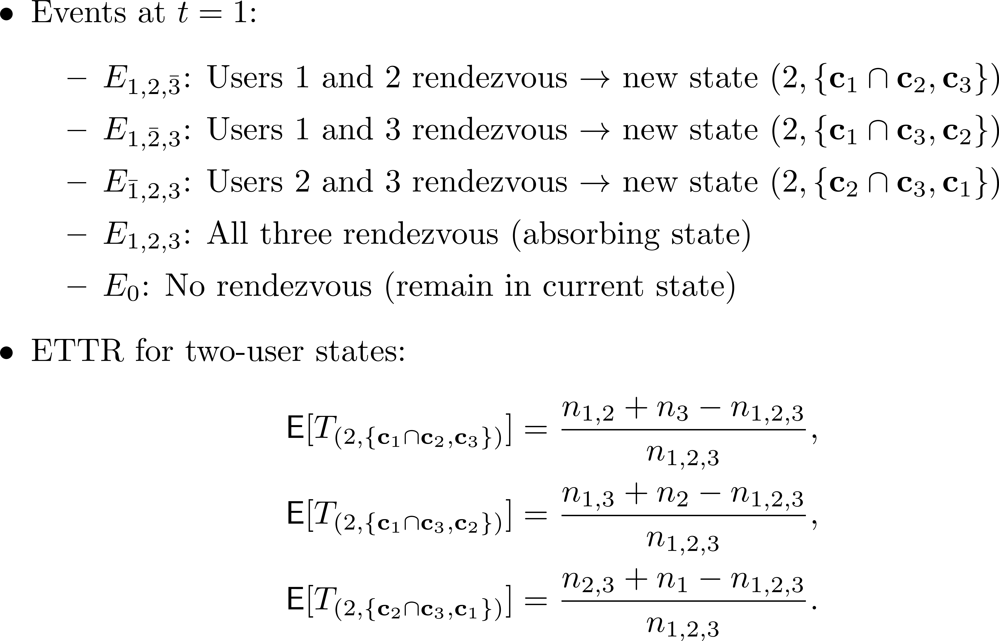 • Events at $t = 1$:
– $E_{1,2,\bar{3}}$: Users 1 and 2 rendezvous $\rightarrow$ new state $(2, \{\mathbf{c}_1 \cap \mathbf{c}_2, \mathbf{c}_3\})$
– $E_{1,\bar{2},3}$: Users 1 and 3 rendezvous $\rightarrow$ new state $(2, \{\mathbf{c}_1 \cap \mathbf{c}_3, \mathbf{c}_2\})$
– $E_{\bar{1},2,3}$: Users 2 and 3 rendezvous $\rightarrow$ new state $(2, \{\mathbf{c}_2 \cap \mathbf{c}_3, \mathbf{c}_1\})$
– $E_{1,2,3}$: All three rendezvous (absorbing state)
– $E_0$: No rendezvous (remain in current state)
• ETTR for two-user states:
$\mathsf{E}[T_{(2,\{\mathbf{c}_1 \cap \mathbf{c}_2, \mathbf{c}_3\})}] = \frac{n_{1,2} + n_3 - n_{1,2,3}}{n_{1,2,3}},$
$\mathsf{E}[T_{(2,\{\mathbf{c}_1 \cap \mathbf{c}_3, \mathbf{c}_2\})}] = \frac{n_{1,3} + n_2 - n_{1,2,3}}{n_{1,2,3}},$
$\mathsf{E}[T_{(2,\{\mathbf{c}_2 \cap \mathbf{c}_3, \mathbf{c}_1\})}] = \frac{n_{2,3} + n_1 - n_{1,2,3}}{n_{1,2,3}}.$